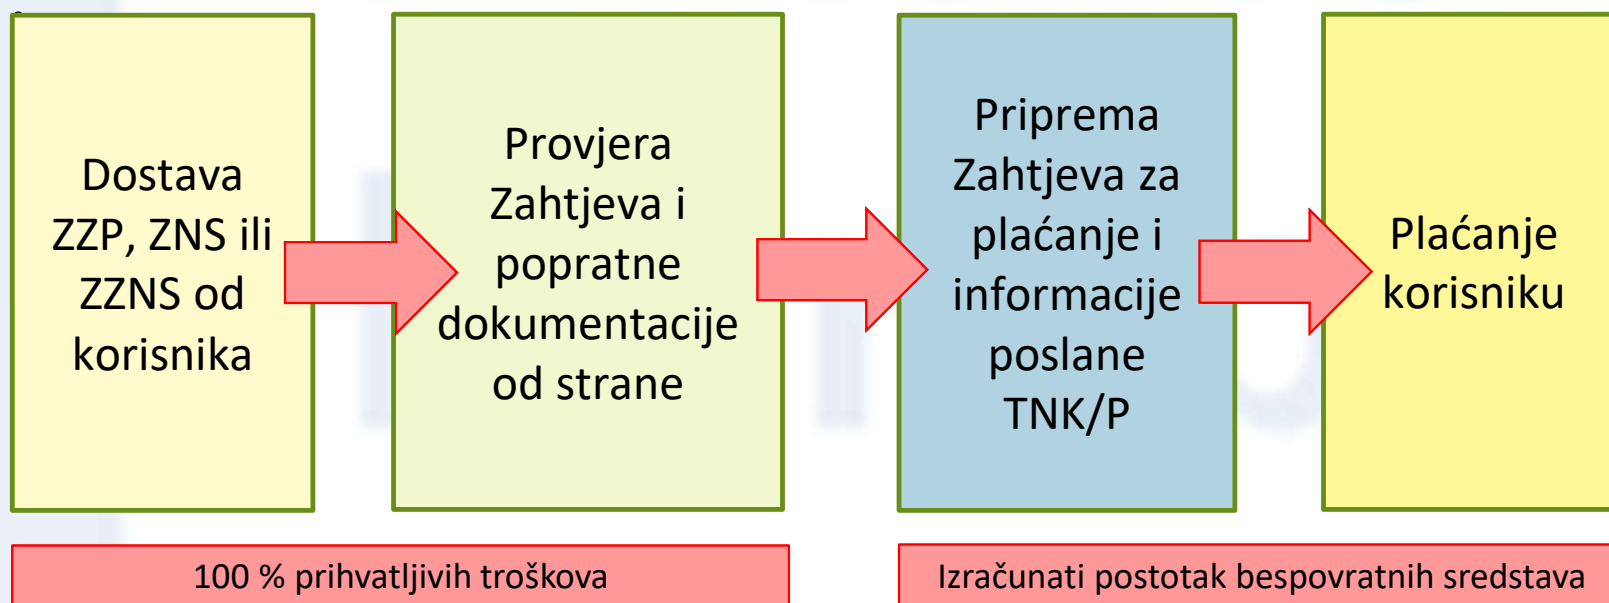 Dostava
ZZP, ZNS ili
ZZNS od
korisnika
Provjera
Zahtjeva i
popratne
dokumentacije
od strane
Priprema
Zahtjeva za
plaćanje i
informacije
poslane
TNK/P
Plaćanje
korisniku
100 % prihvatljivih troškova
Izračunati postotak bespovratnih sredstava